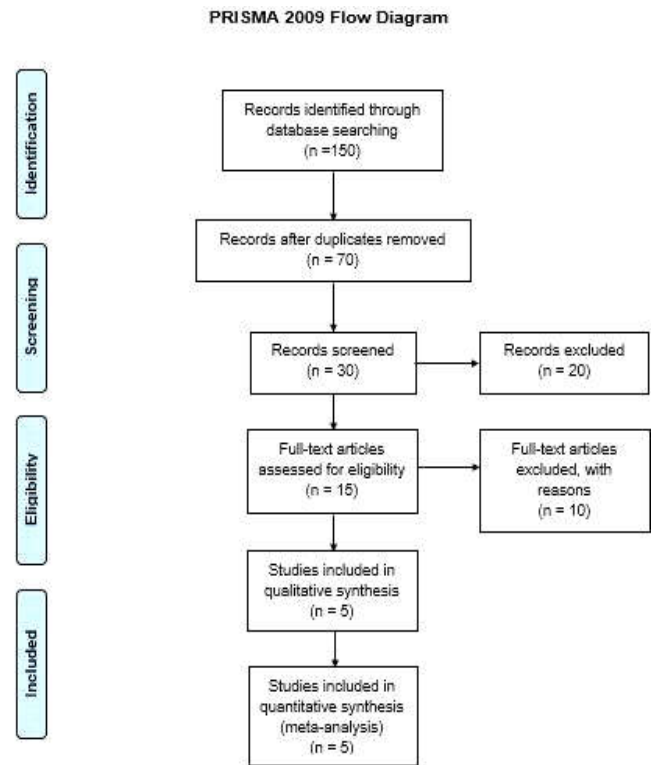 PRISMA 2009 Flow Diagram
Identification
Records identified through
database searching
(n =150)
Records after duplicates removed
(n = 70)
Screening
Records screened
(n = 30)
Records excluded
(n = 20)
Eligibility
Full-text articles
assessed for eligibility
(n = 15)
Full-text articles
excluded, with
reasons
(n = 10)
Studies included in
qualitative synthesis
(n = 5)
Included
Studies included in
quantitative synthesis
(meta-analysis)
(n = 5)